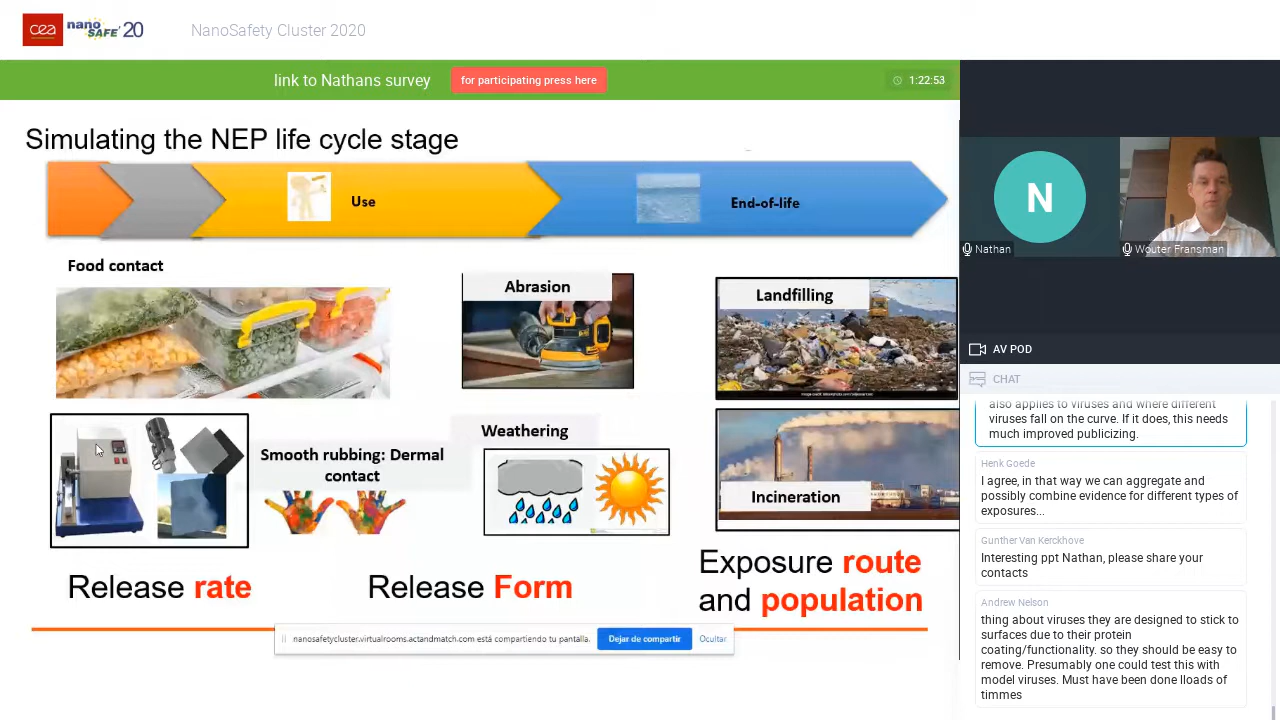 cea nano SAFE' 20
NanoSafety Cluster 2020
link to Nathans survey
for participating press here
1:22:53
Simulating the NEP life cycle stage
Use
End-of-life
Food contact
Abrasion
Landfilling
Smooth rubbing: Dermal
contact
Weathering
Incineration
Release rate
Release Form
Exposure route
and population
nanosafetycluster.virtualrooms.actandmatch.com está compartiendo tu pantalla.
Dejar de compartir
Ocultar
N
Nathan
Wouter Fransman
AV POD
CHAT
also applies to viruses and where different
viruses fall on the curve. If it does, this needs
much improved publicizing.
Henk Goede
I agree, in that way we can aggregate and
possibly combine evidence for different types of
exposures...
Gunther Van Kerckhove
Interesting ppt Nathan, please share your
contacts
Andrew Nelson
thing about viruses they are designed to stick to
surfaces due to their protein
coating/functionality. so they should be easy to
remove. Presumably one could test this with
model viruses. Must have been done lloads of
timmes